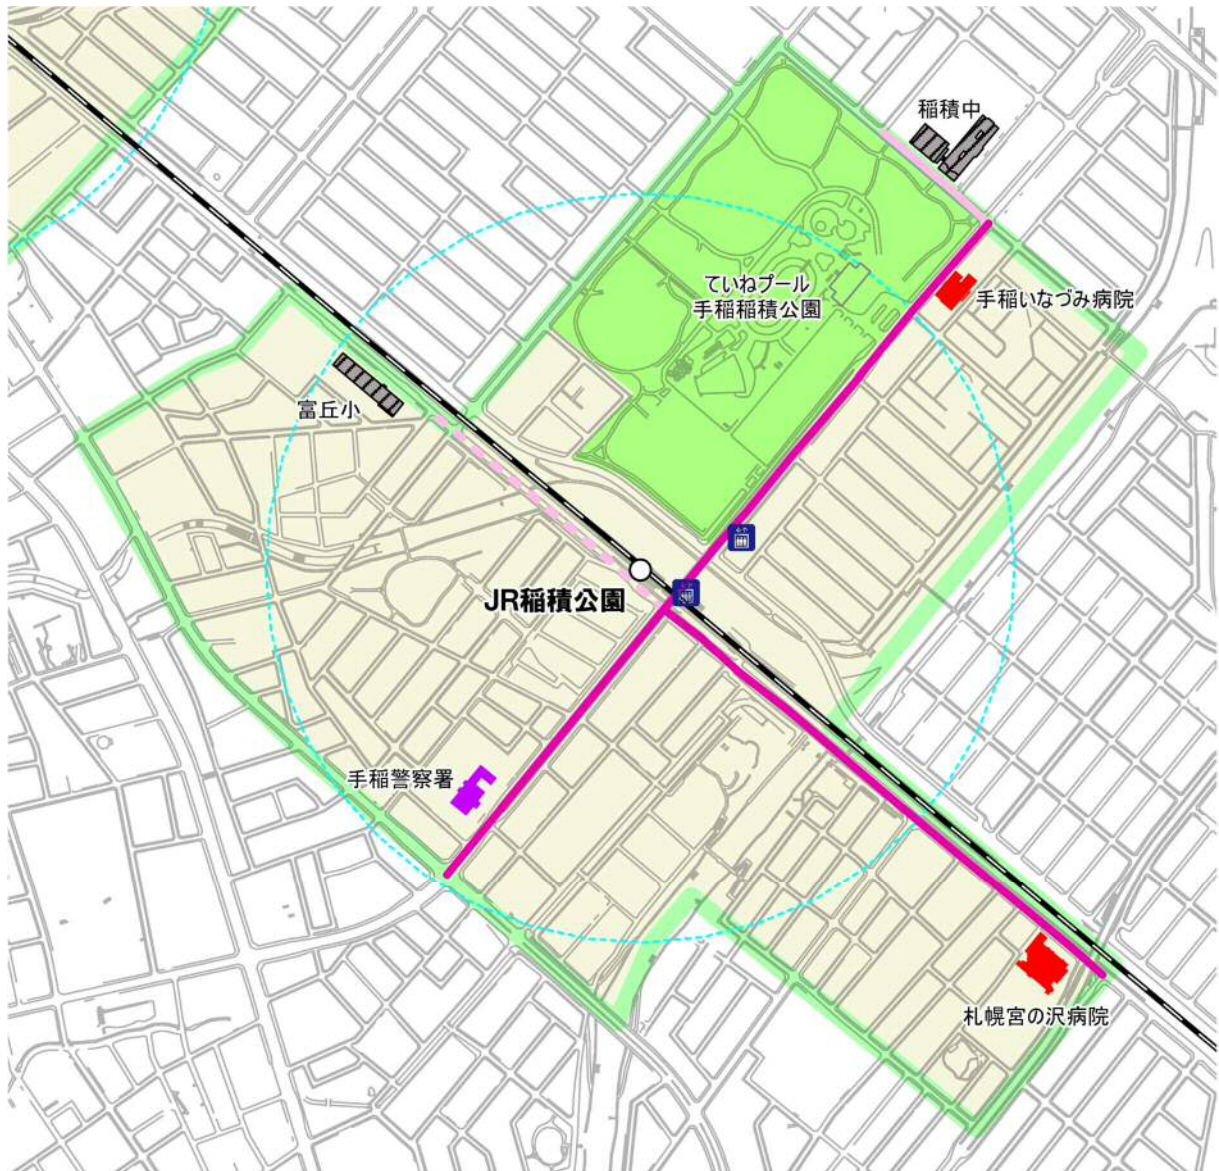 稲積中
ていねプール
手稲稲積公園
手稲いなづみ病院
富丘小
JR稲積公園
手稲警察署
札幌宮の沢病院